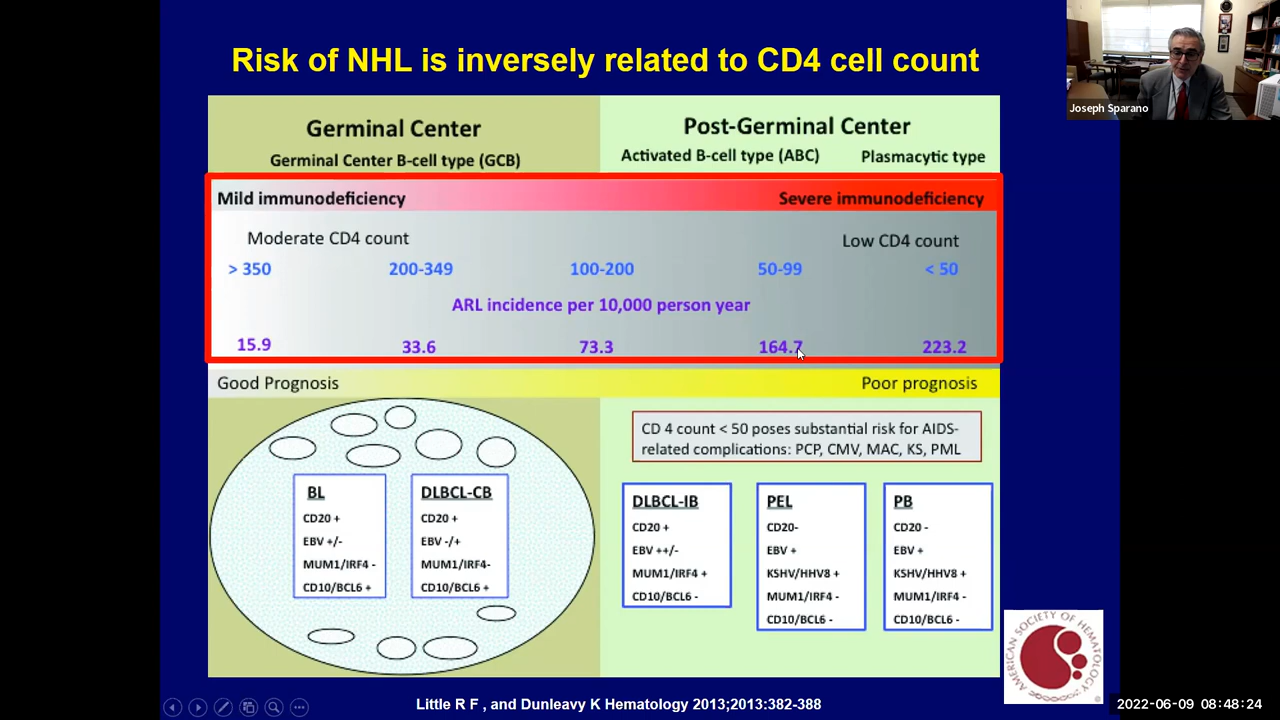 Risk of NHL is inversely related to CD4 cell count
Joseph Sparano
Germinal Center
Germinal Center B-cell type (GCB)
Post-Germinal Center
Activated B-cell type (ABC) Plasmacytic type
Mild immunodeficiency Severe immunodeficiency
Moderate CD4 count Low CD4 count
> 350 200-349 100-200 50-99 < 50
ARL incidence per 10,000 person year
15.9 33.6 73.3 164.7 223.2
Good Prognosis Poor prognosis
BL
CD20 +
EBV +/-
MUM1/IRF4 -
CD10/BCL6 +
DLBCL-CB
CD20 +
EBV -/+
MUM1/IRF4-
CD10/BCL6 +
CD 4 count < 50 poses substantial risk for AIDS-
related complications: PCP, CMV, MAC, KS, PML
DLBCL-IB
CD20 +
EBV ++/-
MUM1/IRF4 +
CD10/BCL6 -
PEL
CD20-
EBV +
KSHV/HHV8 +
MUM1/IRF4 -
CD10/BCL6 -
PB
CD20 -
EBV +
KSHV/HHV8 +
MUM1/IRF4 -
CD10/BCL6 -
AMERICAN SOCIETY OF HEMATOLOGY
Little R F , and Dunleavy K Hematology 2013;2013:382-388
2022-06-09 08:48:24